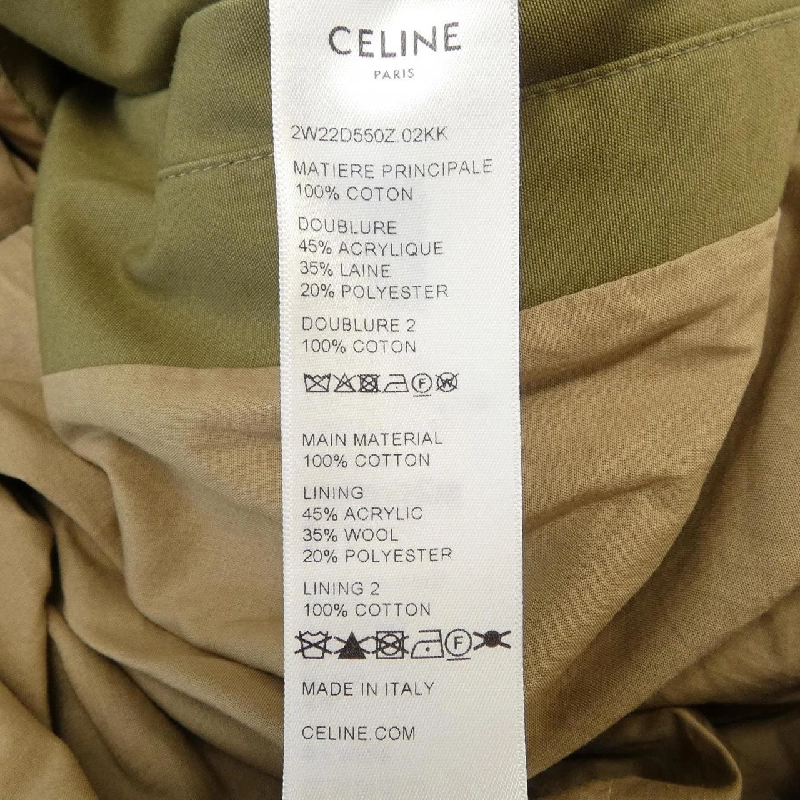 CELINE
PARIS
2W22D550Z.02KK
MATIERE PRINCIPALE
100% COTON
DOUBLURE
45% ACRYLIQUE
35% LAINE
20% POLYESTER
DOUBLURE 2
100% COTON
MAIN MATERIAL
100% COTTON
LINING
45% ACRYLIC
35% WOOL
20% POLYESTER
LINING 2
100% COTTON
MADE IN ITALY
CELINE.COM